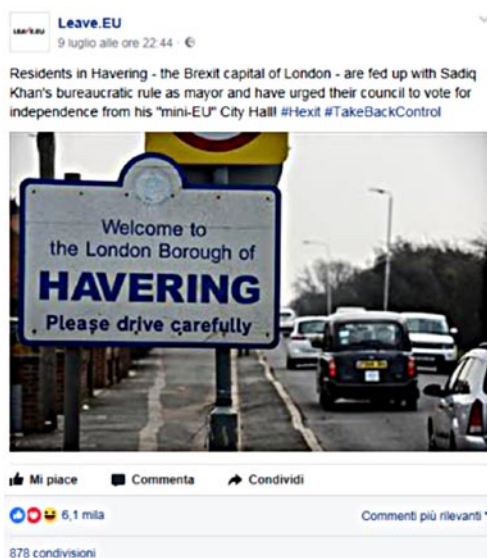 LEAVE.EU
Leave.EU
9 luglio alle ore 22:44
Residents in Havering - the Brexit capital of London - are fed up with Sadiq
Khan's bureaucratic rule as mayor and have urged their council to vote for
independence from his "mini-EU" City Hall! #Hexit #TakeBackControl
Welcome to
the London Borough of
HAVERING
Please drive carefully
Mi piace Commenta Condividi
6,1 mila Commenti più rilevanti
878 condivisioni